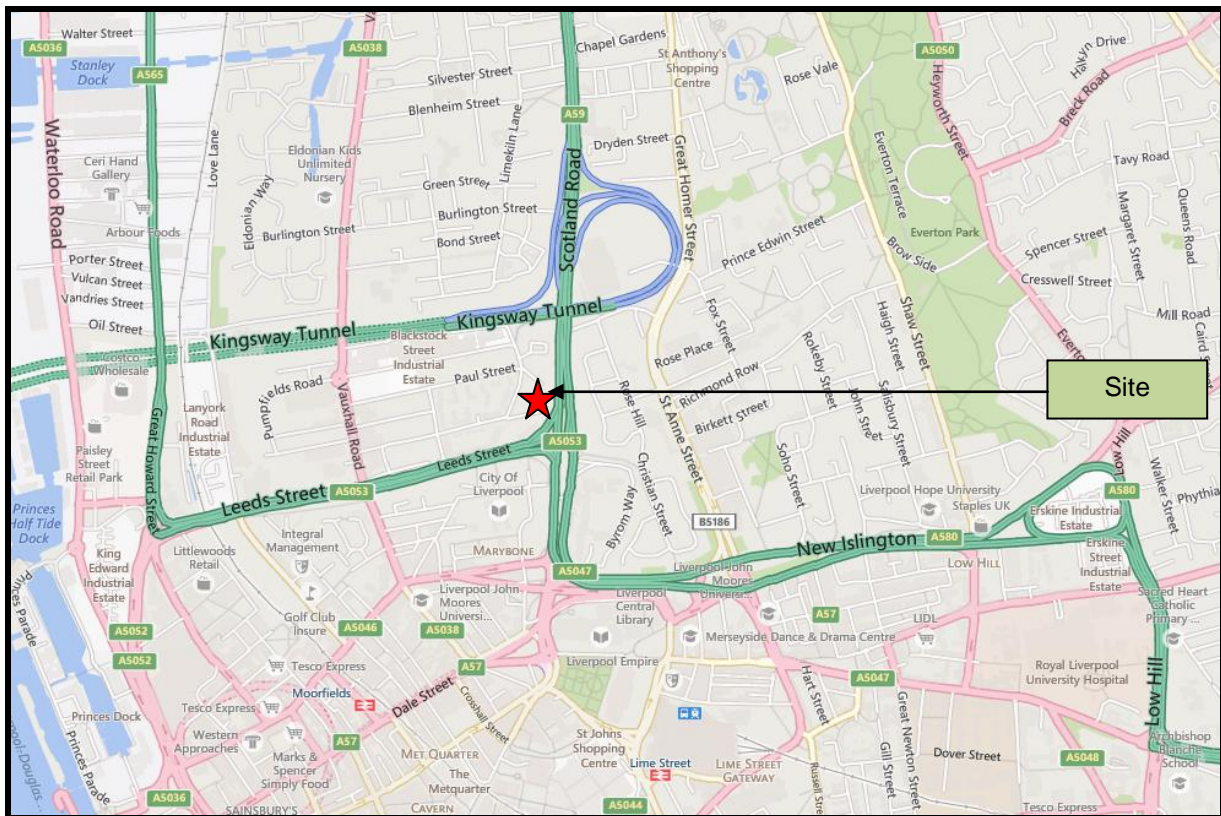 A5036
Walter Street
Stanley
Dock
A565
A5038
Silvester Street
Blenheim Street
Limekiln Lane
Chapel Gardens
A59
St Anthony's
Shopping
Centre
Rose Vale
A5050
Heyworth Street
Breck Road
Drive
Tavy Road
Waterloo Road
Ceri Hand
Gallery
Love Lane
Eldonian Kids
Unlimited
Nursery
Dryden Street
Great Homer Street
Everton Terrace
Margaret Street
Queens Road
Arbour Foods
Eldonian Way
Green Street
Burlington Street
Burlington Street
Bond Street
Scotland Road
Prince Edwin Street
Everton Park
Brow Side
Spencer Street
Cresswell Street
Porter Street
Vulcan Street
Vandries Street
Oil Street
Kingsway Tunnel
Kingsway Tunnel
Fox Street
Shaw Street
Haigh Street
Mill Road
Caird Street
Costco
Wholesale
Blackstock
Street
Industrial
Estate
Paul Street
Rose Place
Richmond Row
Birkett Street
Rokeby Street
John Street
Salisbury Street
Site
Great Howard Street
Lanyork
Road
Industrial
Estate
Pumpfields Road
Vauxhall Road
Rose Hill
St Anne Street
Paisley
Street
Retail Park
Leeds Street
A5053
Leeds Street
A5053
City Of
Liverpool
Christian Street
Byrom Way
Soho Street
Liverpool Hope University
Staples UK
Low Hill
A580
Walker Street
Princes
Half Tide
Dock
Integral
Management
B5186
New Islington
A580
Erskine Industrial
Estate
King
Edward
Industrial
Estate
Littlewoods
Retail
MARYBONE
A5047
Liverpool John
Moores
Universi...
LOW HILL
Erskine
Street
Industrial
Estate
Princes Parade
Golf Club
Insure
Liverpool John
Moores
Universi...
Liverpool
Central
Library
A57
Sacred Heart
Catholic
Primary ...
A5052
A5052
A5046
A5038
Merseyside Dance & Drama Centre
LIDL
Tesco Express
A57
Liverpool Empire
Hart Street
A5047
Royal Liverpool
University Hospital
Moorfields
Dale Street
Crosshall Street
Great Newton Street
Low Hill
Princes Dock
Tesco Express
Western
Approaches
A57
Marks &
Spencer
Simply Food
MET QUARTER
The
Metquarter
St Johns
Shopping
Centre
Lime Street
LIME STREET
GATEWAY
Russell Stre
Gill Street
Dover Street
A5048
Archbishop
Blanche
School
Princes Parade
A5036
SAINSBURY'S
CAVERN
A5044
Tesco Express